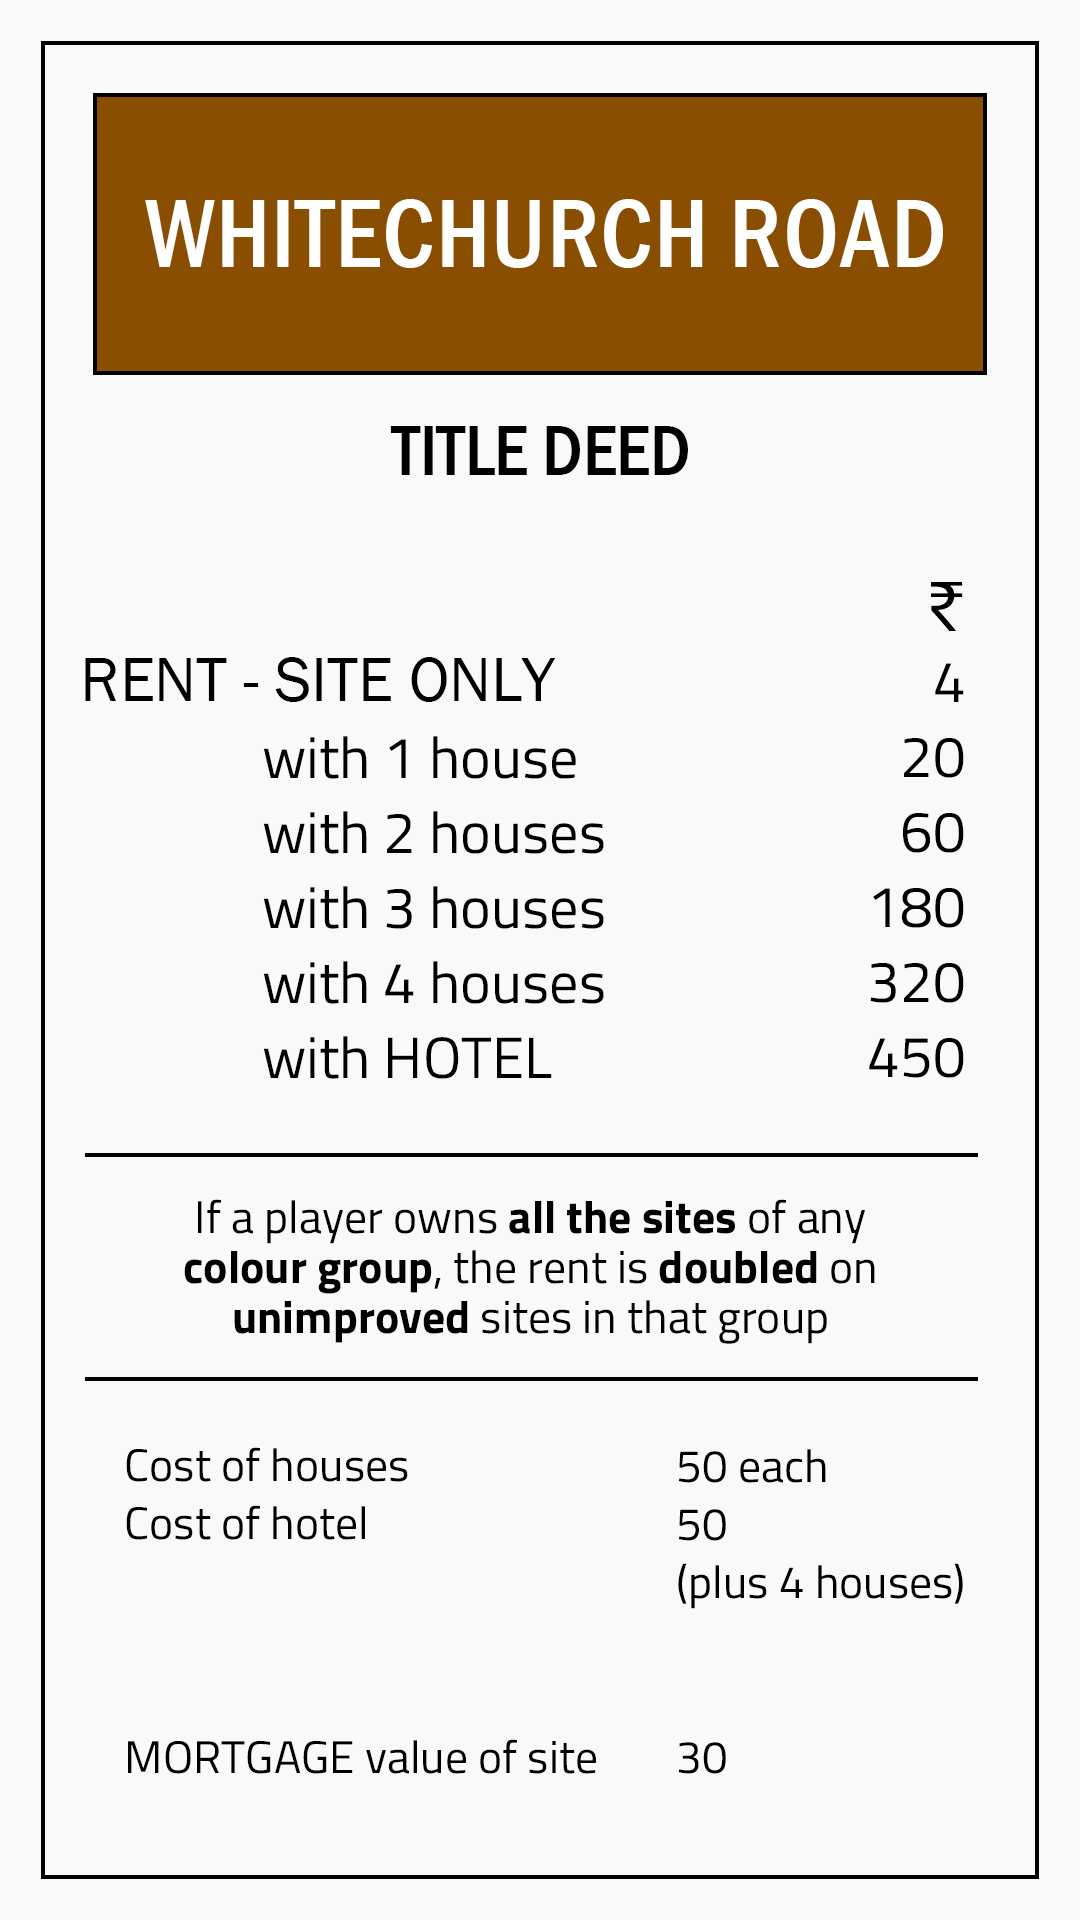 WHITECHURCH ROAD
TITLE DEED
₹
RENT - SITE ONLY 4
with 1 house 20
with 2 houses 60
with 3 houses 180
with 4 houses 320
with HOTEL 450
If a player owns all the sites of any
colour group, the rent is doubled on
unimproved sites in that group
Cost of houses 50 each
Cost of hotel 50
(plus 4 houses)
MORTGAGE value of site 30